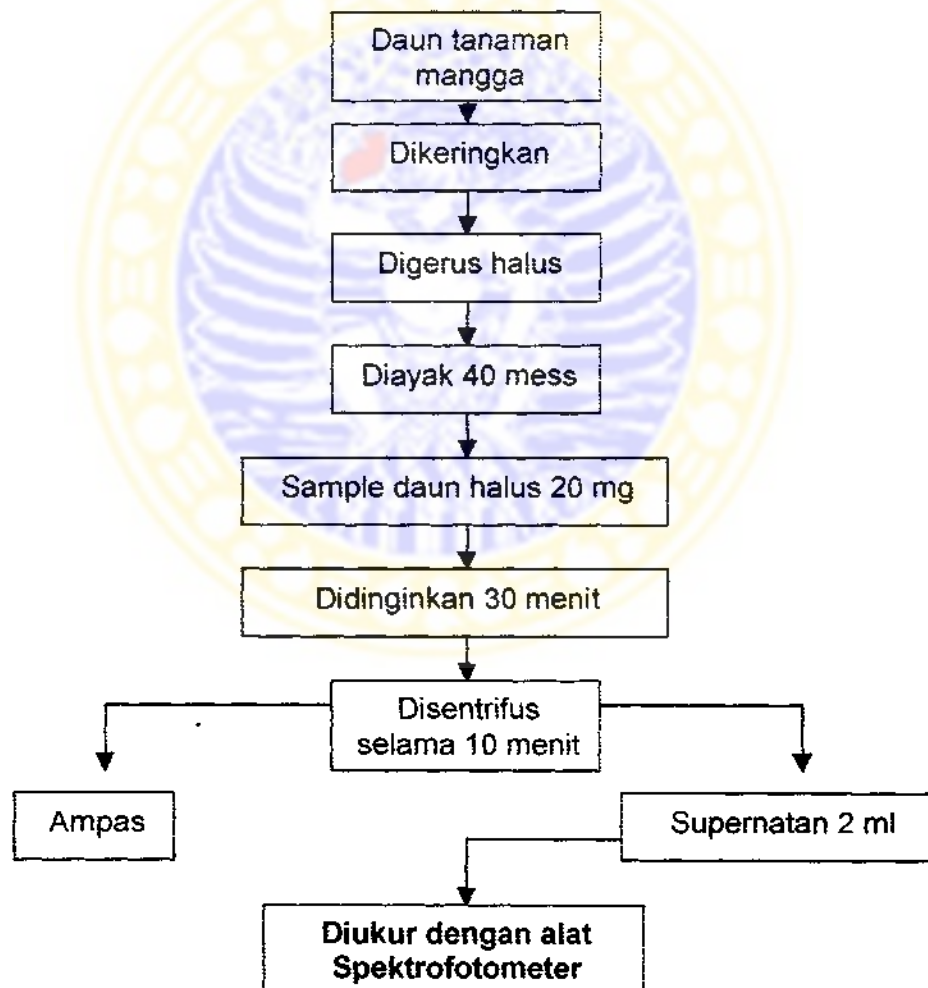 Daun tanaman
mangga
Dikeringkan
Digerus halus
Diayak 40 mess
Sample daun halus 20 mg
Didinginkan 30 menit
Disentrifus
selama 10 menit
Ampas
Supernatan 2 ml
Diukur dengan alat
Spektrofotometer